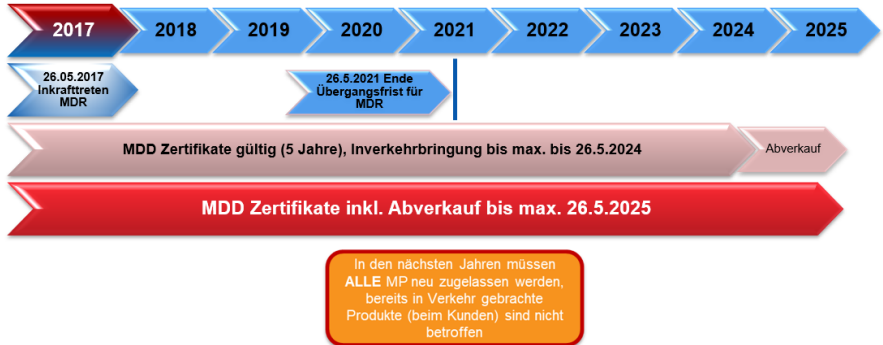 2017 2018 2019 2020 2021 2022 2023 2024 2025
26.05.2017
Inkrafttreten
MDR
26.5.2021 Ende
Übergangsfrist für
MDR
MDD Zertifikate gültig (5 Jahre), Inverkehrbringung bis max. bis 26.5.2024
Abverkauf
MDD Zertifikate inkl. Abverkauf bis max. 26.5.2025
In den nächsten Jahren müssen
ALLE MP neu zugelassen werden,
bereits in Verkehr gebrachte
Produkte (beim Kunden) sind nicht
betroffen